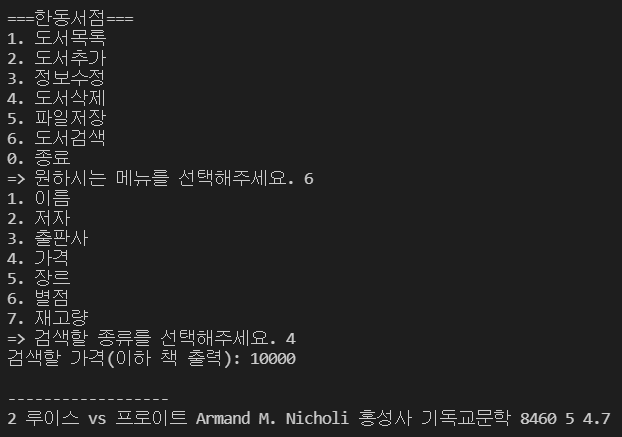 ===한동서점===
1. 도서목록
2. 도서추가
3. 정보수정
4. 도서삭제
5. 파일저장
6. 도서검색
0. 종료
=> 원하시는 메뉴를 선택해주세요. 6
1. 이름
2. 저자
3. 출판사
4. 가격
5. 장르
6. 별점
7. 재고량
=> 검색할 종류를 선택해주세요. 4
검색할 가격(이하 책 출력): 10000
------------------
2 루이스 vs 프로이트 Armand M. Nicholi 홍성사 기독교문학 8460 5 4.7